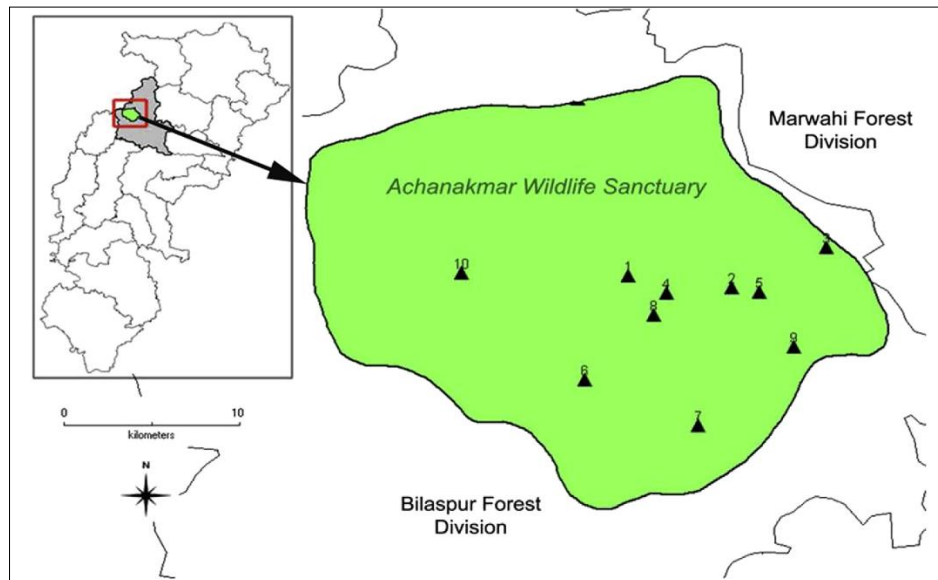 Marwahi Forest
Division
Achanakmar Wildlife Sanctuary
3
10
1
4
2
5
8
9
6
7
0
10
kilometers
N
Bilaspur Forest
Division